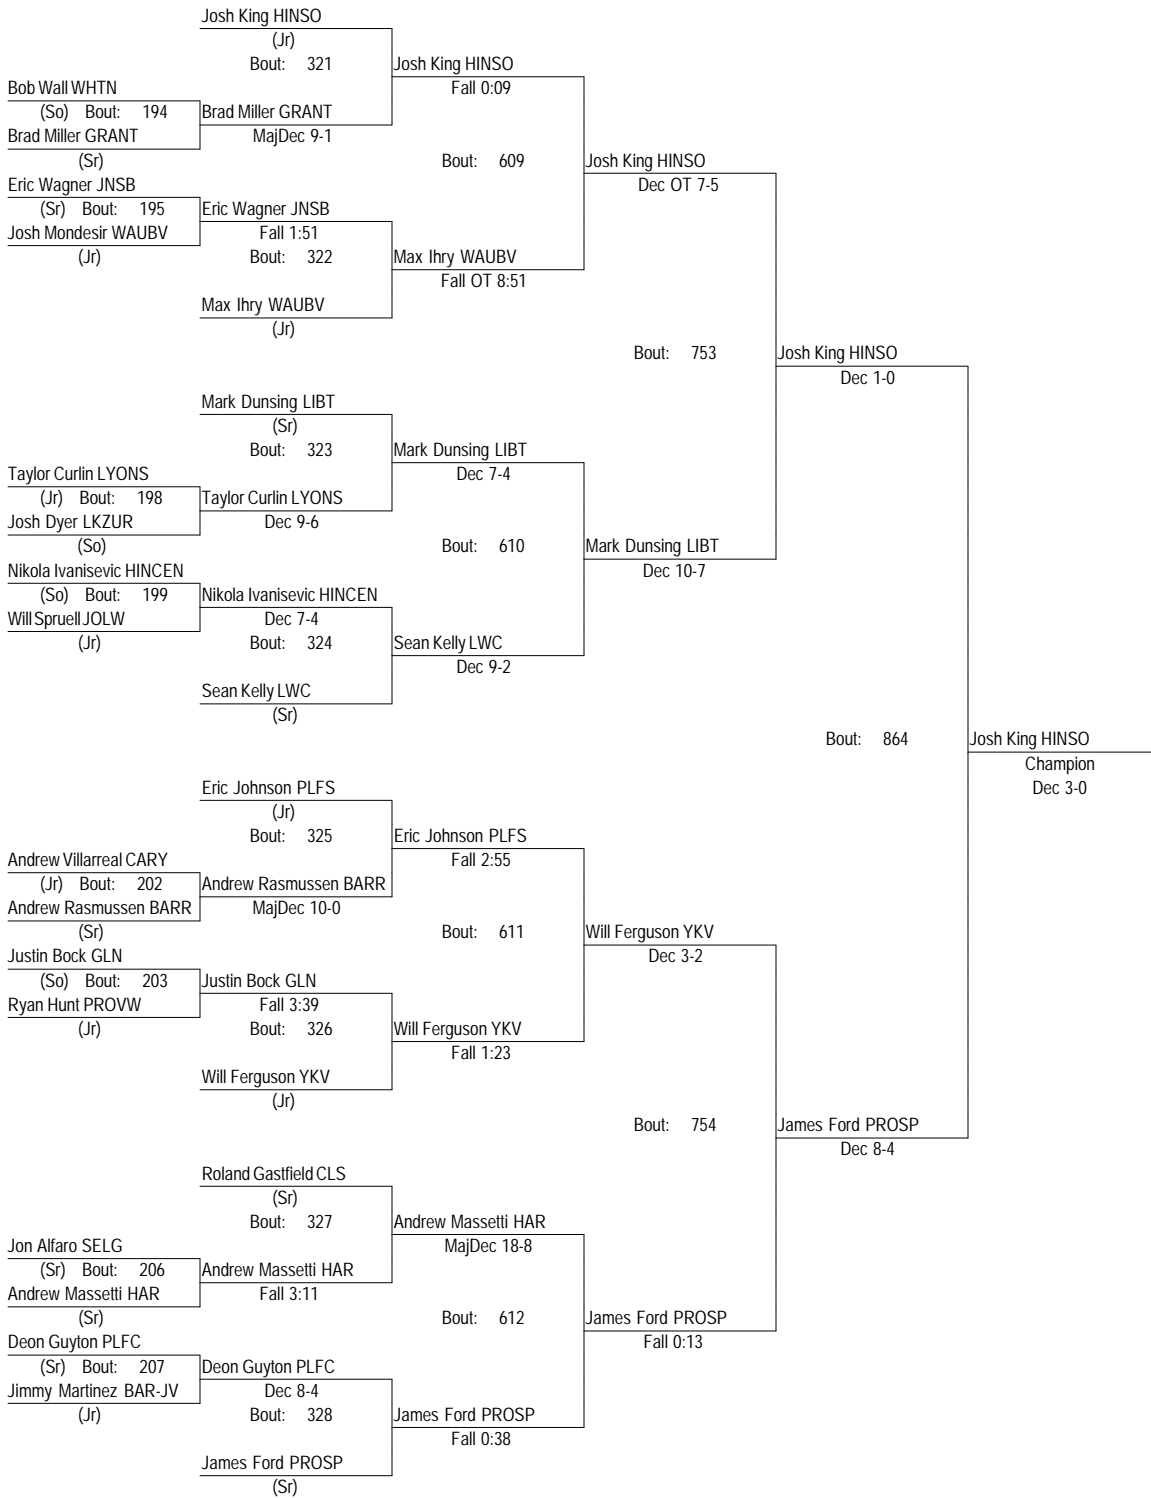 Josh King HINSO
(Jr)
Bout: 321
Josh King HINSO
Bob Wall WHTN
Fall 0:09
(So) Bout: 194
Brad Miller GRANT
Brad Miller GRANT
MajDec 9-1
(Sr)
Bout: 609
Josh King HINSO
Eric Wagner JNSB
Dec OT 7-5
(Sr) Bout: 195
Eric Wagner JNSB
Josh Mondesir WAUBV
Fall 1:51
(Jr)
Bout: 322
Max Ihry WAUBV
Fall OT 8:51
Max Ihry WAUBV
(Jr)
Bout: 753
Josh King HINSO
Dec 1-0
Mark Dunsing LIBT
(Sr)
Bout: 323
Mark Dunsing LIBT
Taylor Curlin LYONS
Dec 7-4
(Jr) Bout: 198
Taylor Curlin LYONS
Josh Dyer LKZUR
Dec 9-6
(So)
Bout: 610
Mark Dunsing LIBT
Nikola Ivanisevic HINCEN
Dec 10-7
(So) Bout: 199
Nikola Ivanisevic HINCEN
Will Spruell JOLW
Dec 7-4
(Jr)
Bout: 324
Sean Kelly LWC
Dec 9-2
Sean Kelly LWC
(Sr)
Bout: 864
Josh King HINSO
Champion
Dec 3-0
Eric Johnson PLFS
(Jr)
Bout: 325
Eric Johnson PLFS
Andrew Villarreal CARY
Fall 2:55
(Jr) Bout: 202
Andrew Rasmussen BARR
Andrew Rasmussen BARR
MajDec 10-0
(Sr)
Bout: 611
Will Ferguson YKV
Justin Bock GLN
Dec 3-2
(So) Bout: 203
Justin Bock GLN
Ryan Hunt PROVW
Fall 3:39
(Jr)
Bout: 326
Will Ferguson YKV
Fall 1:23
Will Ferguson YKV
(Jr)
Bout: 754
James Ford PROSP
Dec 8-4
Roland Gastfield CLS
(Sr)
Bout: 327
Andrew Massetti HAR
Jon Alfaro SELG
MajDec 18-8
(Sr) Bout: 206
Andrew Massetti HAR
Andrew Massetti HAR
Fall 3:11
(Sr)
Bout: 612
James Ford PROSP
Deon Guyton PLFC
Fall 0:13
(Sr) Bout: 207
Deon Guyton PLFC
Jimmy Martinez BAR-JV
Dec 8-4
(Jr)
Bout: 328
James Ford PROSP
Fall 0:38
James Ford PROSP
(Sr)